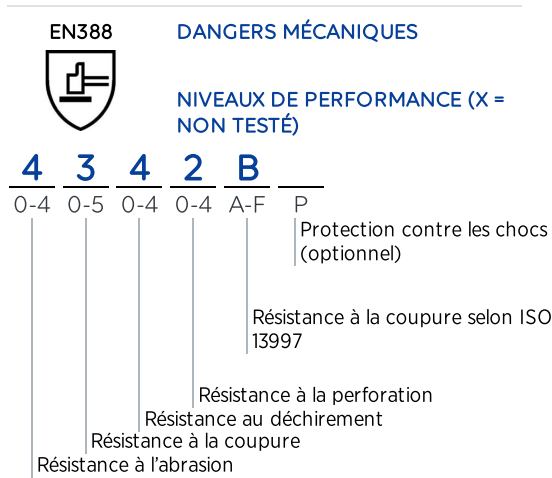 EN388
DANGERS MÉCANIQUES
NIVEAUX DE PERFORMANCE (X =
NON TESTÉ)
4 3 4 2 B
0-4 0-5 0-4 0-4 A-F P
Protection contre les chocs
(optionnel)
Résistance à la coupure selon ISO
13997
Résistance à la perforation
Résistance au déchirement
Résistance à la coupure
Résistance à l'abrasion